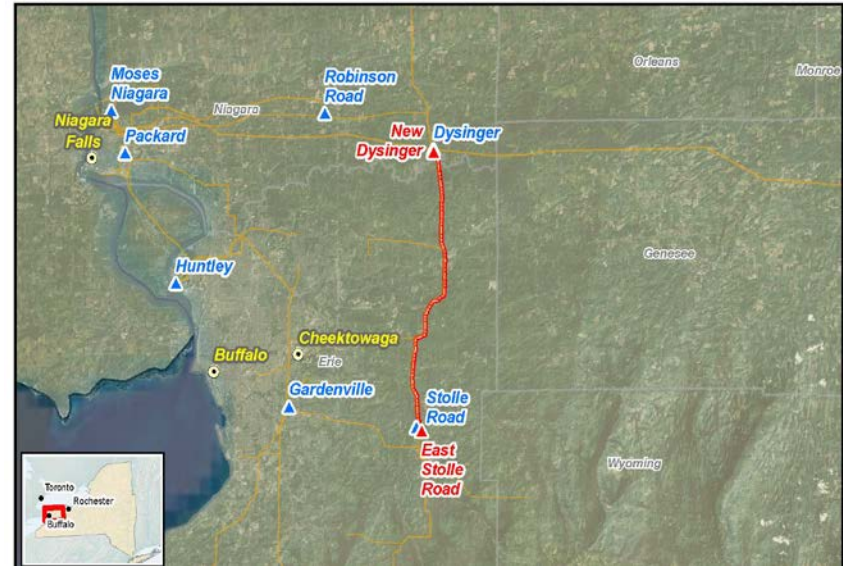 Orleans
Monroe
Moses
Niagara
Robinson
Road
Niagara
Niagara
Falls
Packard
New
Dysinger
Dysinger
Genesee
Huntley
Cheektowaga
Erie
Buffalo
Gardenville
Stolle
Road
East
Stolle
Road
Wyoming
Toronto
Rochester
Buffalo